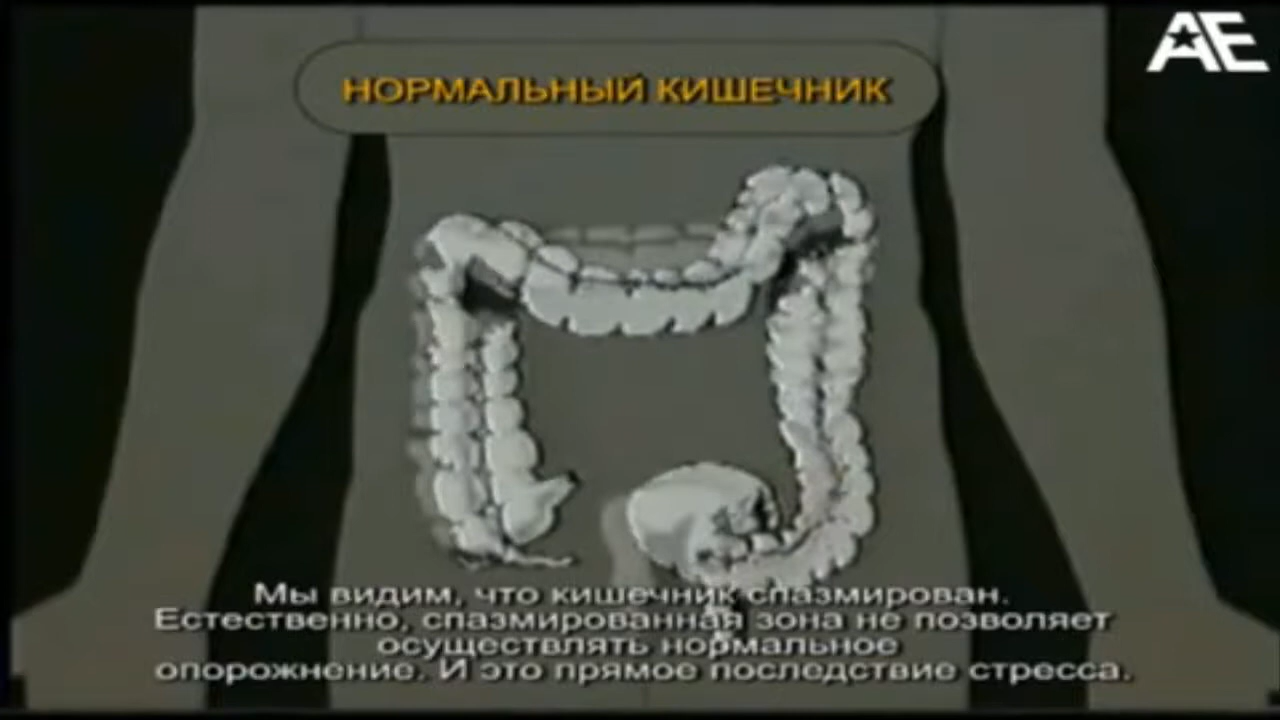 АЕ
НОРМАЛЬНЫЙ КИШЕЧНИК
Мы видим, что кишечник спазмирован.
Естественно, спазмированная зона не позволяет
осуществлять нормальное
опорожнение. И это прямое последствие стресса.